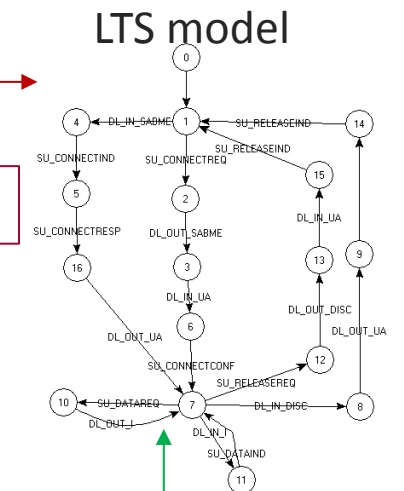 LTS model
0
4
DL_IN_SABME
1
SU_RELEASEIND
14
SU_CONNECTIND
SU_CONNECTREQ
SU_RELEASEIND
15
5
2
DL_IN_UA
SU_CONNECTRESP
DL_OUT_SABME
16
3
13
9
DL_IN_UA
DL_OUT_DISC
6
DL_OUT_UA
DL_OUT_UA
12
SU_CONNECTCONF
SU_RELEASEREQ
10
SU_DATAREQ
7
DL_IN_DISC
8
DL_OUT_I
DL_IN_I
SU_DATAIND
11